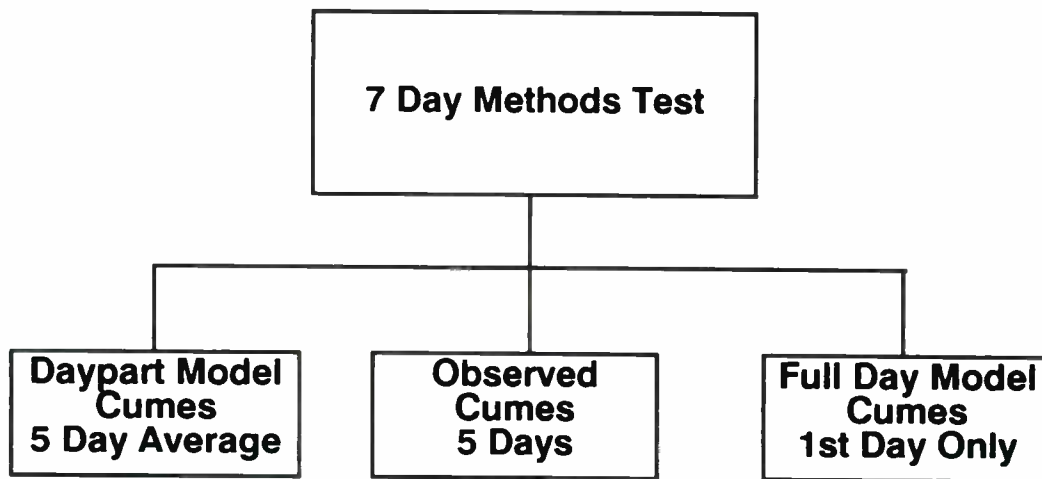 7 Day Methods Test
Daypart Model
Cumes
5 Day Average
Observed
Cumes
5 Days
Full Day Model
Cumes
1st Day Only